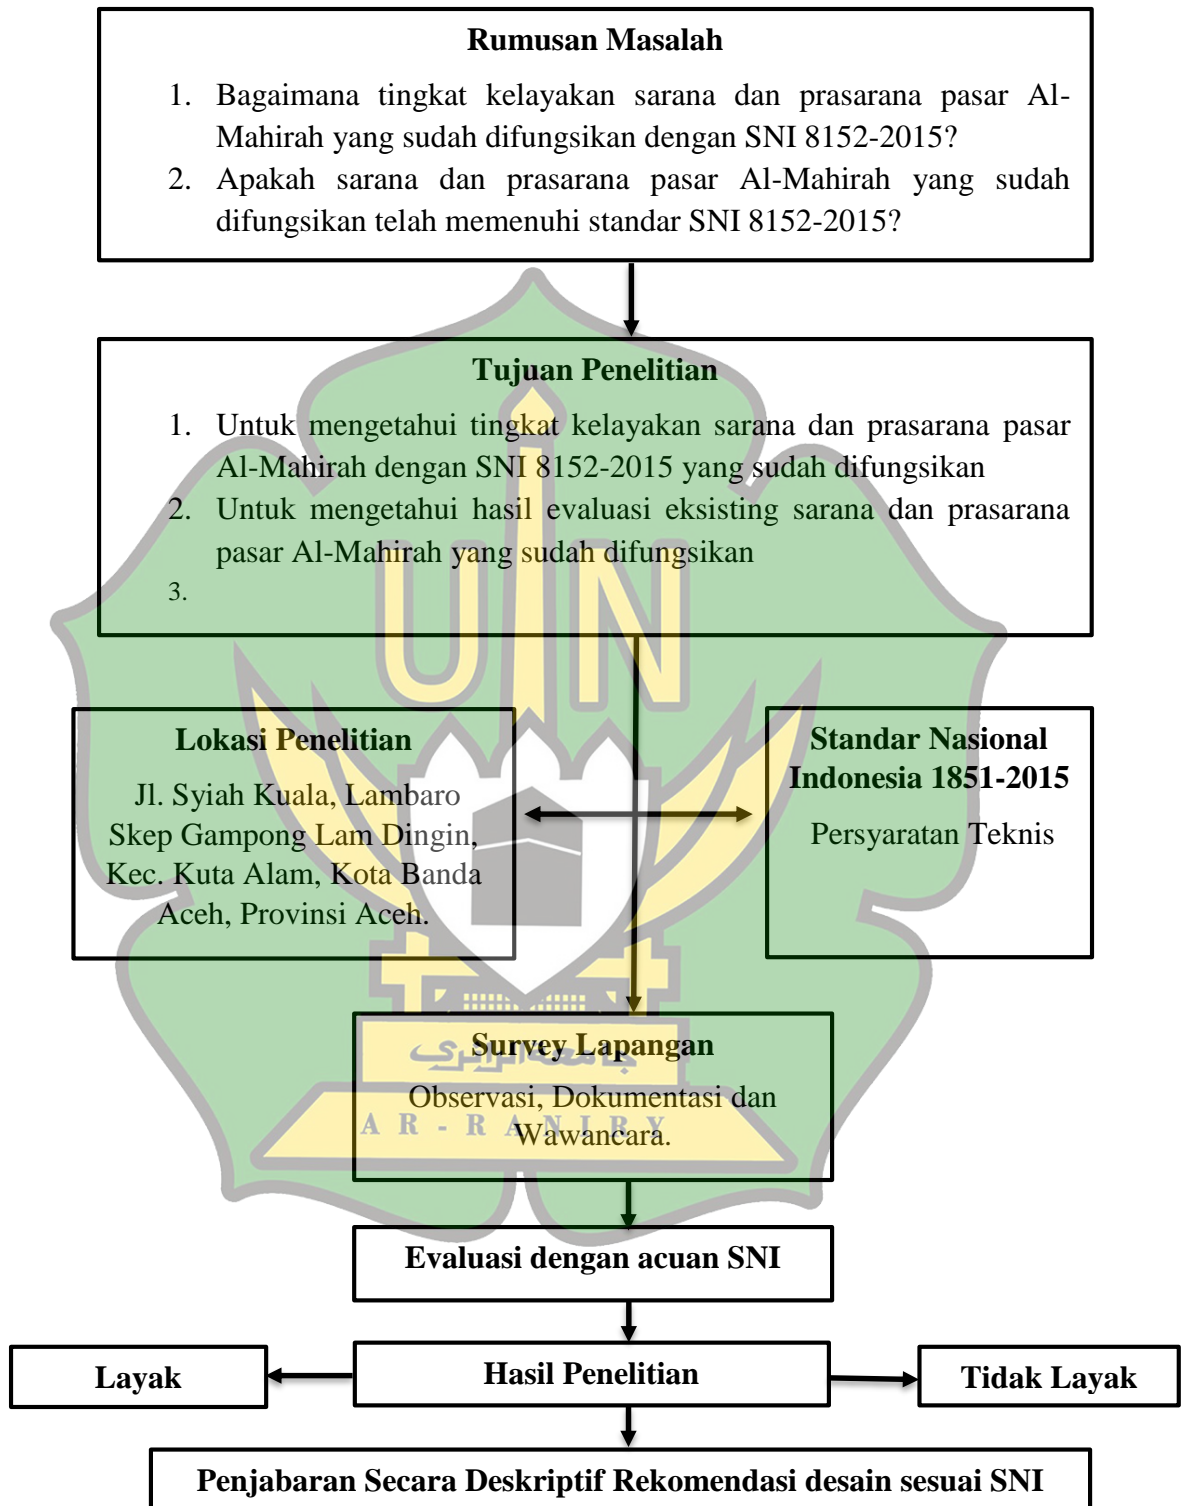 Rumusan Masalah
1. Bagaimana tingkat kelayakan sarana dan prasarana pasar Al-
Mahirah yang sudah difungsikan dengan SNI 8152-2015?
2. Apakah sarana dan prasarana pasar Al-Mahirah yang sudah
difungsikan telah memenuhi standar SNI 8152-2015?
Tujuan Penelitian
1. Untuk mengetahui tingkat kelayakan sarana dan prasarana pasar
Al-Mahirah dengan SNI 8152-2015 yang sudah difungsikan
2. Untuk mengetahui hasil evaluasi eksisting sarana dan prasarana
pasar Al-Mahirah yang sudah difungsikan
3.
UIN
Lokasi Penelitian
Jl. Syiah Kuala, Lambaro
Skep Gampong Lam Dingin,
Kec. Kuta Alam, Kota Banda
Aceh, Provinsi Aceh.
Standar Nasional
Indonesia 1851-2015
Persyaratan Teknis
Survey Lapangan
جامعة الرانري
Observasi, Dokumentasi dan
Wawancara.
AR-RANIRY
Evaluasi dengan acuan SNI
Layak
Hasil Penelitian
Tidak Layak
Penjabaran Secara Deskriptif Rekomendasi desain sesuai SNI